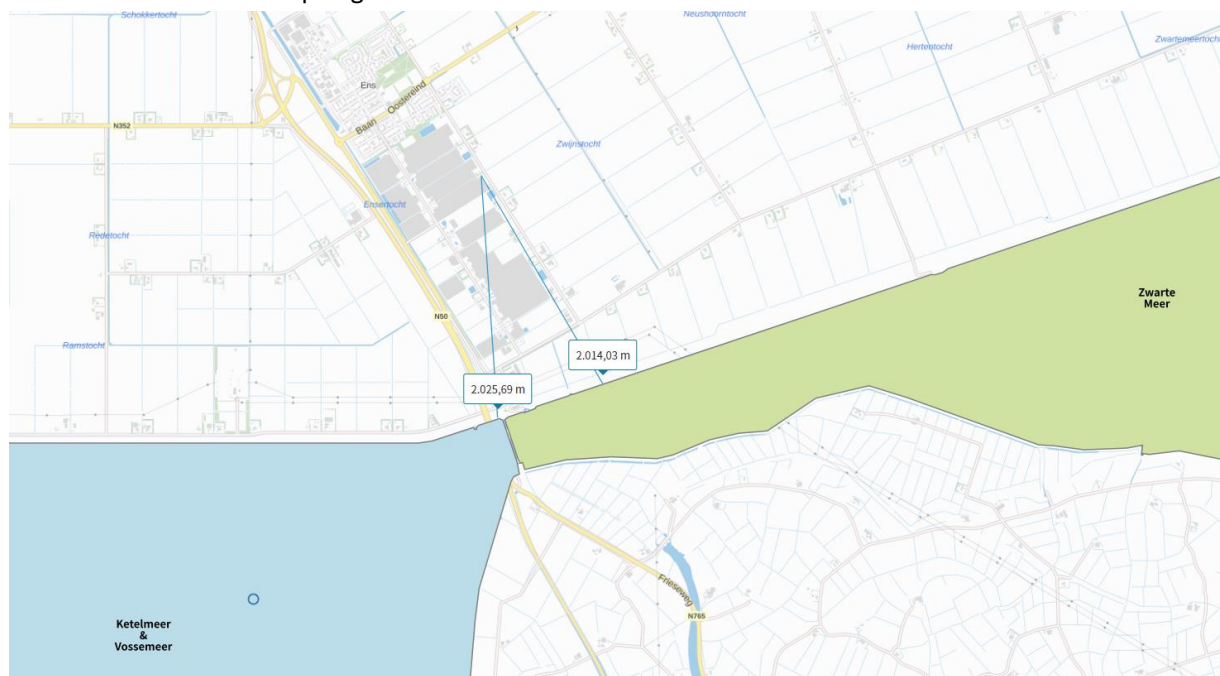 Schokkertocht
Neushoorntocht
Hertentocht
Zwartemeertocht
Ens
Oostereind
Baan
N352
Zwijnstocht
Ensertocht
Redetocht
Zwarte
Meer
N50
Ramstocht
2.014,03 m
2.025,69 m
Frieseweg
N765
Ketelmeer
&
Vossemeer